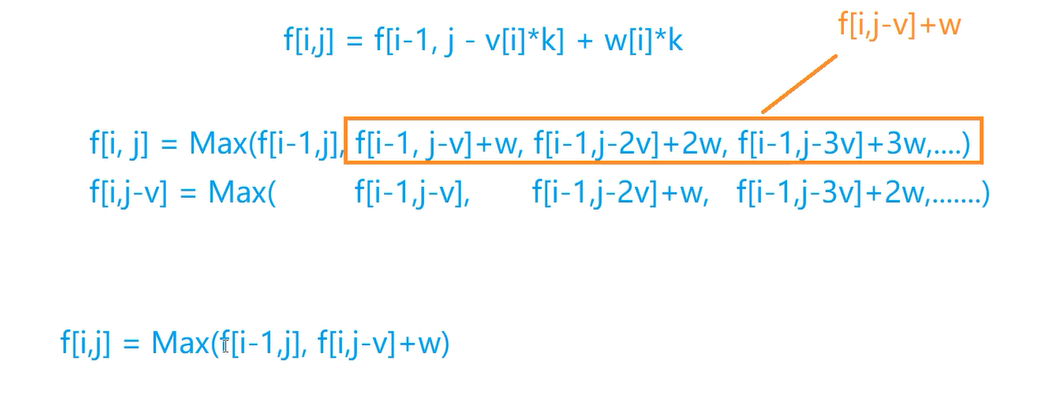 f[i,j-v]+w
f[i,j] = f[i-1, j - v[i]*k] + w[i]*k
f[i, j] = Max(f[i-1,j], f[i-1, j-v]+w, f[i-1,j-2v]+2w, f[i-1,j-3v]+3w,....)
f[i,j-v] = Max( f[i-1,j-v], f[i-1,j-2v]+w, f[i-1,j-3v]+2w,.......)
f[i,j] = Max(f[i-1,j], f[i,j-v]+w)